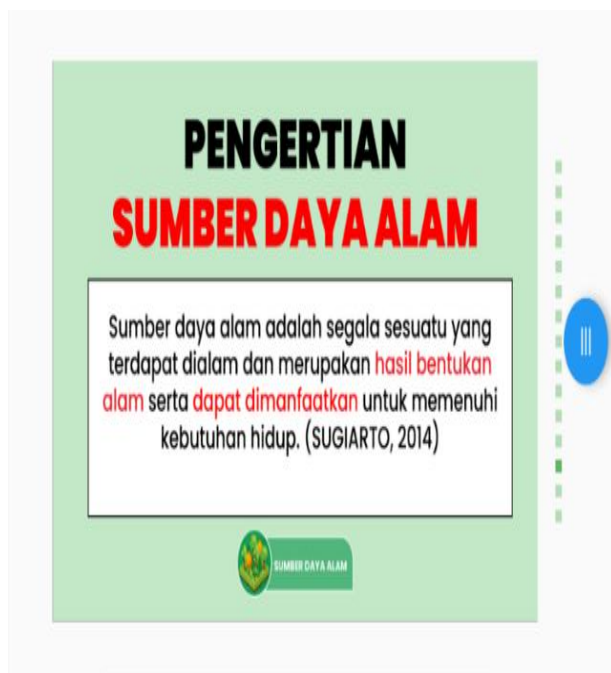 PENGERTIAN
SUMBER DAYA ALAM
Sumber daya alam adalah segala sesuatu yang
terdapat dialam dan merupakan hasil bentukan
alam serta dapat dimanfaatkan untuk memenuhi
kebutuhan hidup. (SUGIARTO, 2014)
SUMBER DAYA ALAM